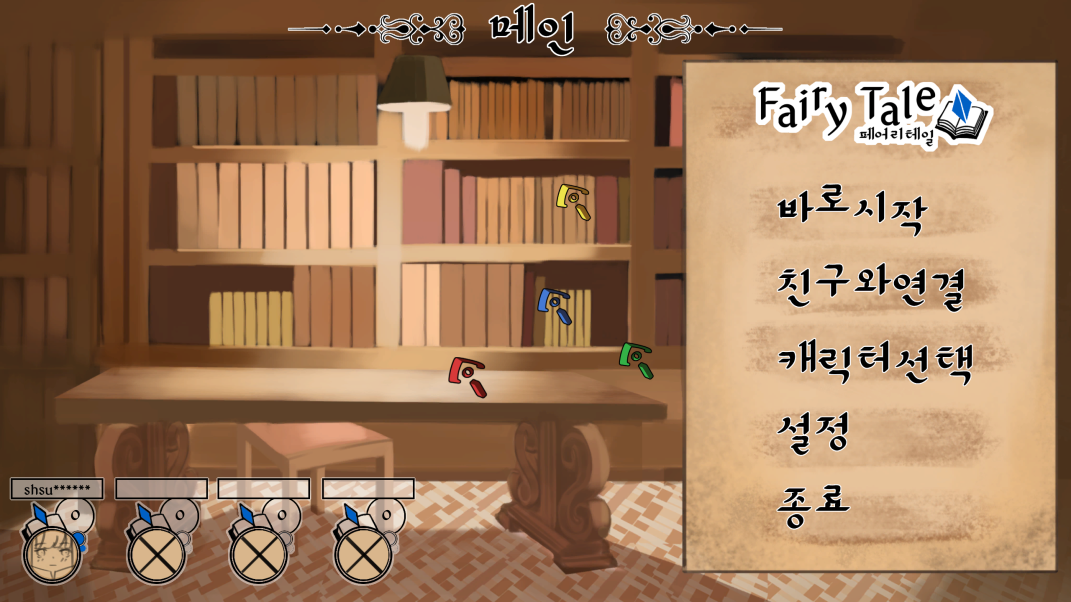 메인
Fairy Tale
페어리테일
바로시작
친구와연결
캐릭터선택
설정
종료
shsu******